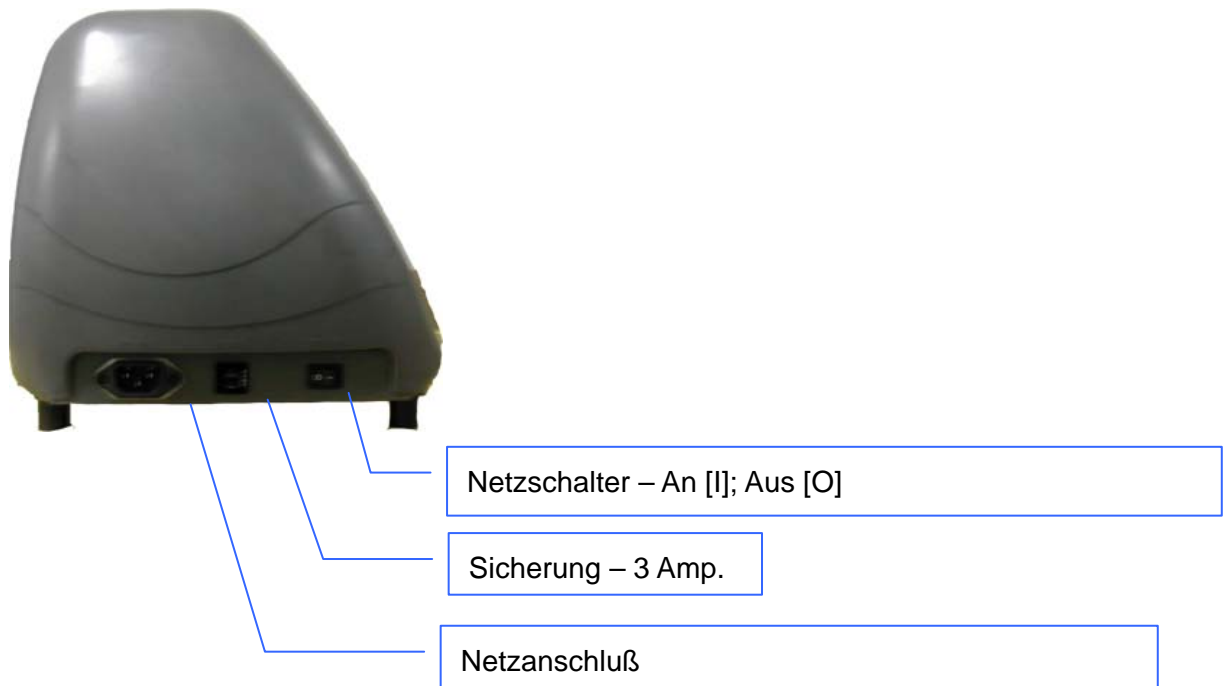 Netzschalter – An [I]; Aus [O]
Sicherung – 3 Amp.
Netzanschluß